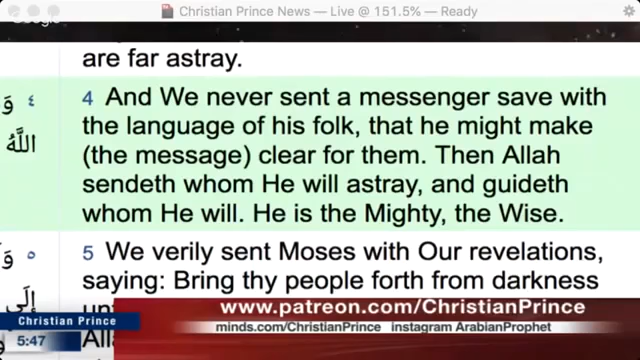 Christian Prince News — Live @ 151.5% — Ready
Google
are far astray.
4 And We never sent a messenger save with
the language of his folk, that he might make
(the message) clear for them. Then Allah
sendeth whom He will astray, and guideth
whom He will. He is the Mighty, the Wise.
٤ وَ
اللَّهُ
5 We verily sent Moses with Our revelations,
saying: Bring thy people forth from darkness
٥ وَ
إِلَى
www.patreon.com/ChristianPrince
minds.com/ChristianPrince instagram ArabianProphet
Christian Prince
5:47